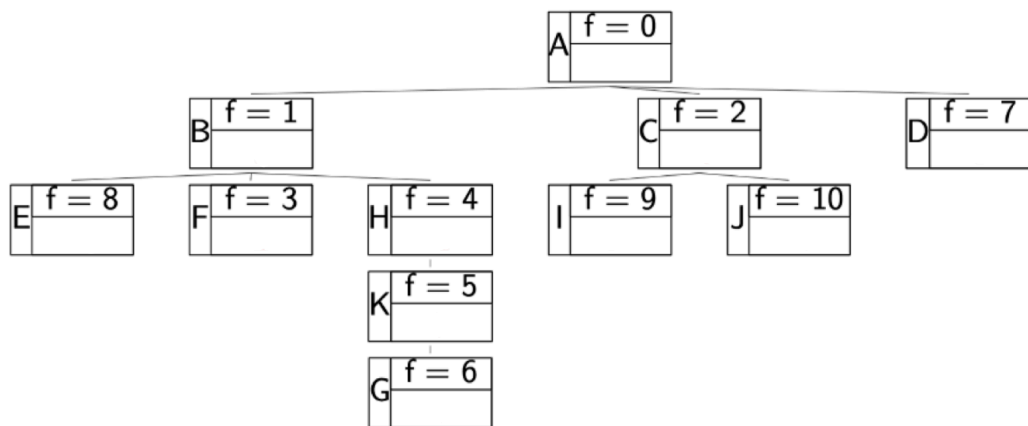 A f = 0
B f = 1
C f = 2
D f = 7
E f = 8
F f = 3
H f = 4
I f = 9
J f = 10
K f = 5
G f = 6